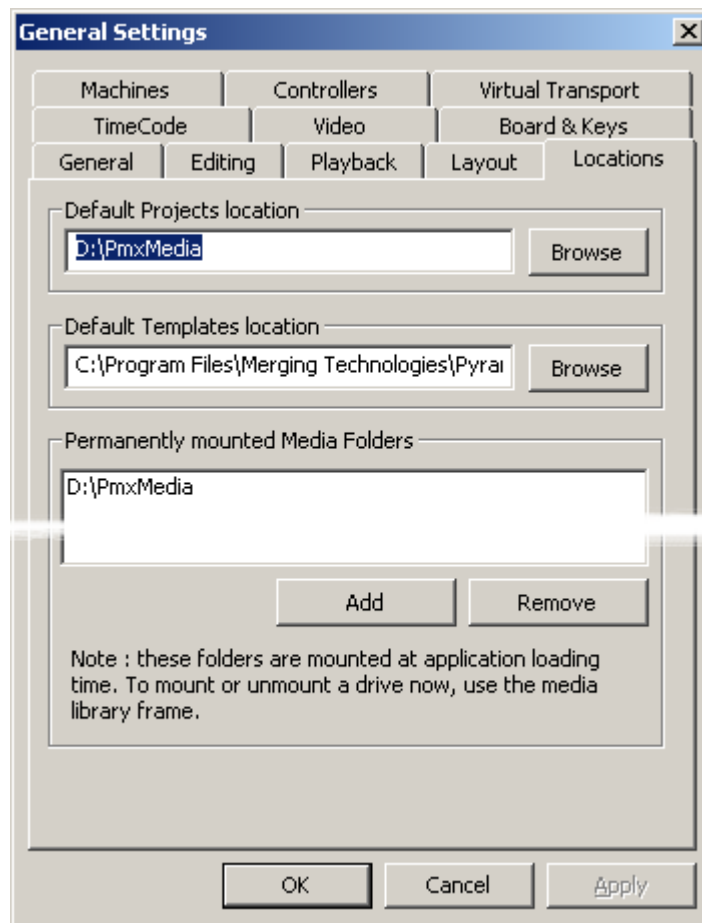 General Settings
Machines Controllers Virtual Transport
TimeCode Video Board & Keys
General Editing Playback Layout Locations
Default Projects location
D:\PmxMedia Browse
Default Templates location
C:\Program Files\Merging Technologies\Pyrar Browse
Permanently mounted Media Folders
D:\PmxMedia
Add Remove
Note : these folders are mounted at application loading
time. To mount or unmount a drive now, use the media
library frame.
OK Cancel Apply